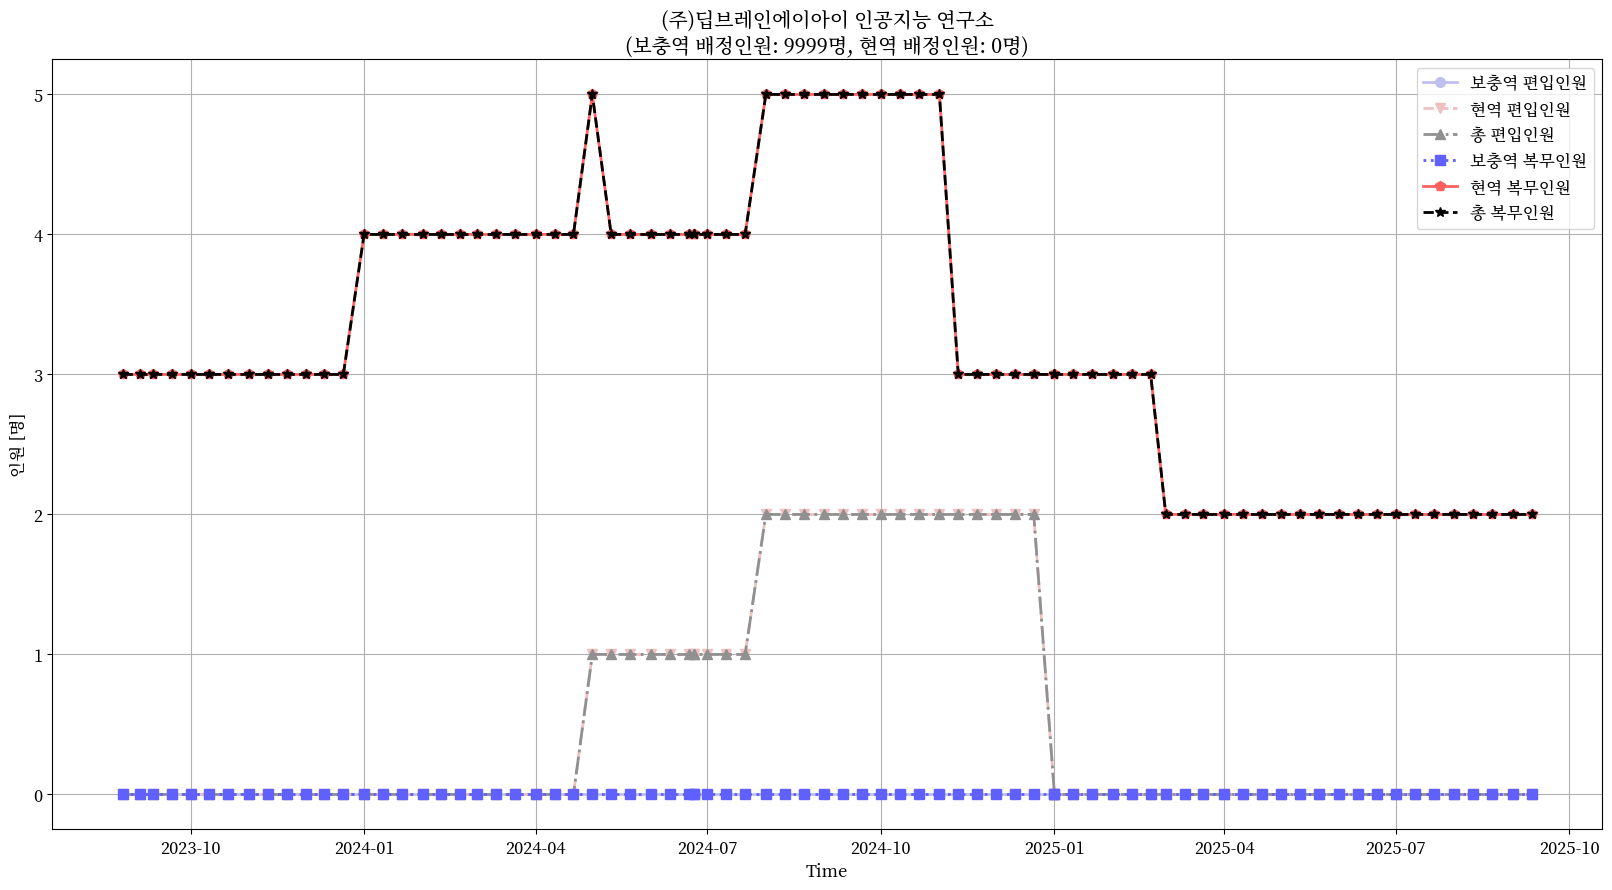 (주)딥브레인에이아이 인공지능 연구소
(보충역 배정인원: 9999명, 현역 배정인원: 0명)
보충역 편입인원
현역 편입인원
총 편입인원
보충역 복무인원
현역 복무인원
총 복무인원
인원 [명]
5
4
3
2
1
0
2023-10 2024-01 2024-04 2024-07 2024-10 2025-01 2025-04 2025-07 2025-10
Time